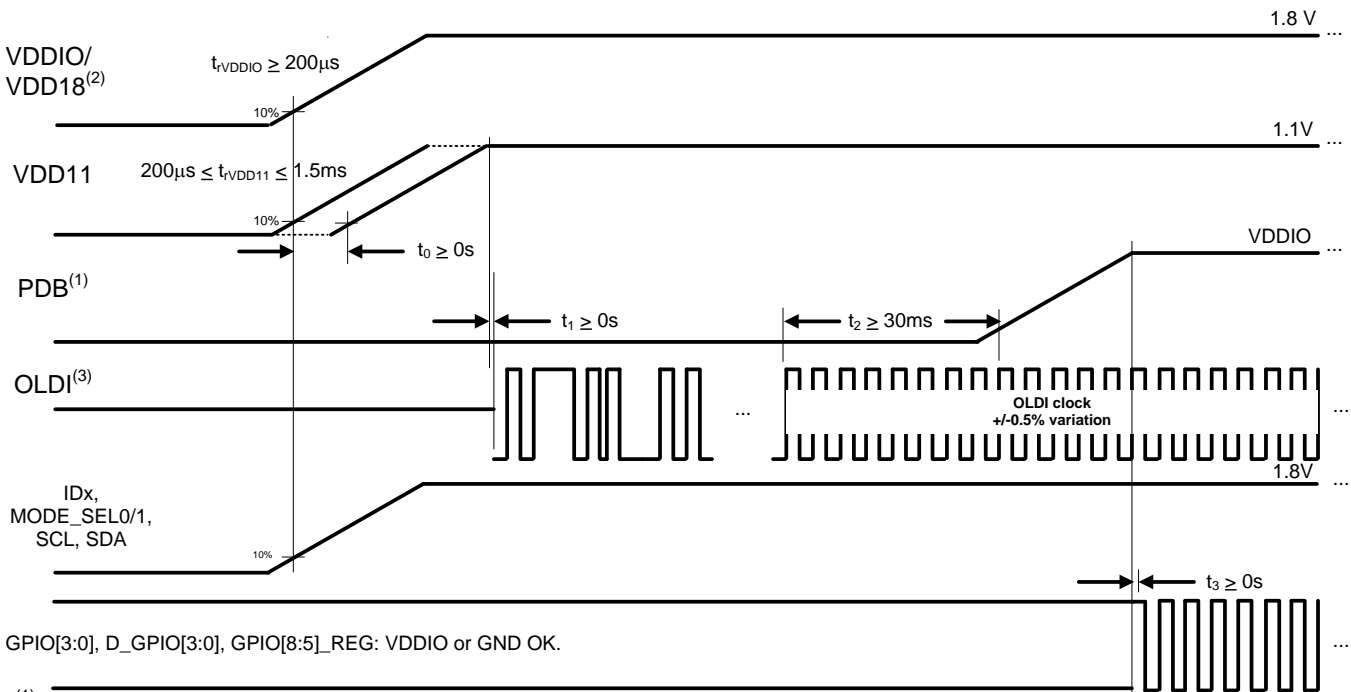 1.8 V
...
VDDIO/
VDD18(2)
trVDDIO ≥ 200µs
10%
1.1V
...
VDD11
200µs ≤ trVDD11 ≤ 1.5ms
10%
t0 ≥ 0s
VDDIO
...
PDB(1)
t1 ≥ 0s
t2 ≥ 30ms
OLDI(3)
...
OLDI clock
+/-0.5% variation
...
1.8V
...
IDx,
MODE_SEL0/1,
SCL, SDA
10%
t3 ≥ 0s
GPIO[3:0], D_GPIO[3:0], GPIO[8:5]_REG: VDDIO or GND OK.
...